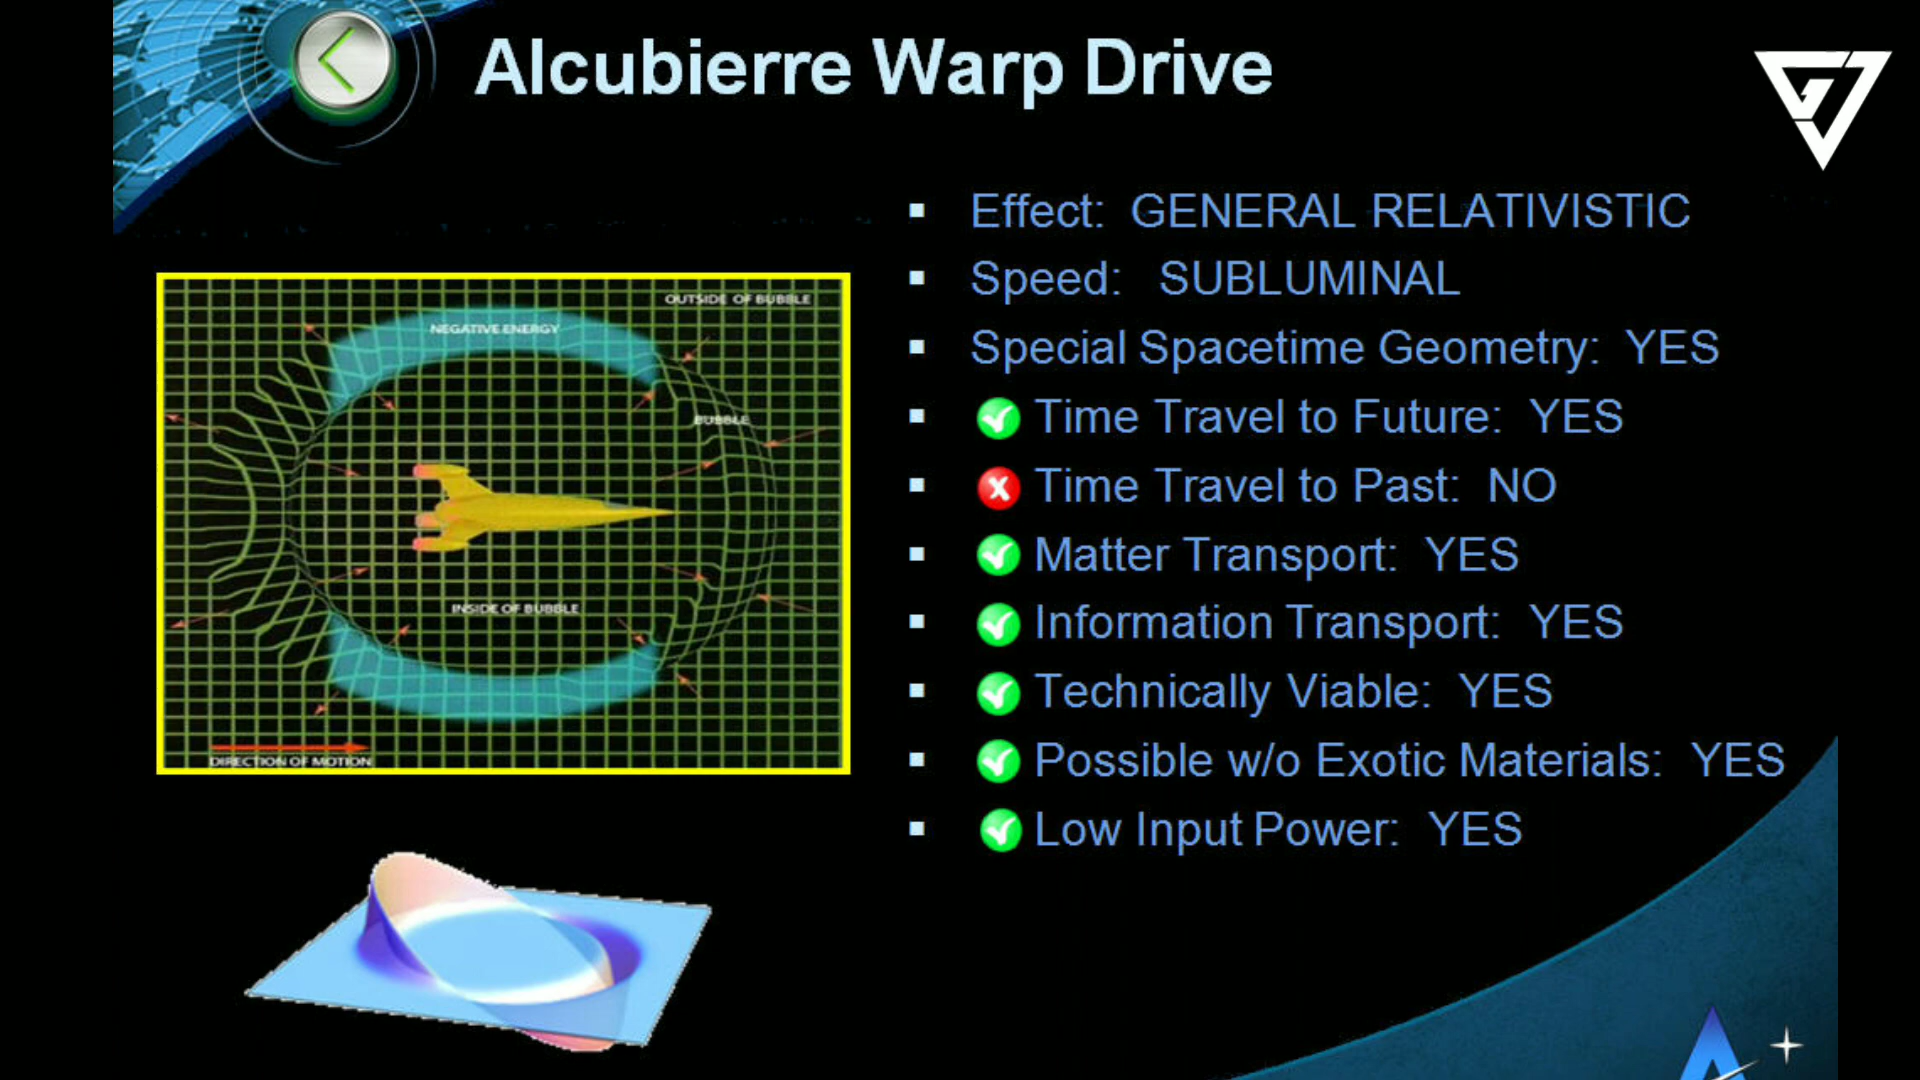 Alcubierre Warp Drive
Effect: GENERAL RELATIVISTIC
Speed: SUBLUMINAL
Special Spacetime Geometry: YES
Time Travel to Future: YES
Time Travel to Past: NO
Matter Transport: YES
Information Transport: YES
Technically Viable: YES
Possible w/o Exotic Materials: YES
Low Input Power: YES
OUTSIDE OF BUBBLE
NEGATIVE ENERGY
BUBBLE
INSIDE OF BUBBLE
DIRECTION OF MOTION